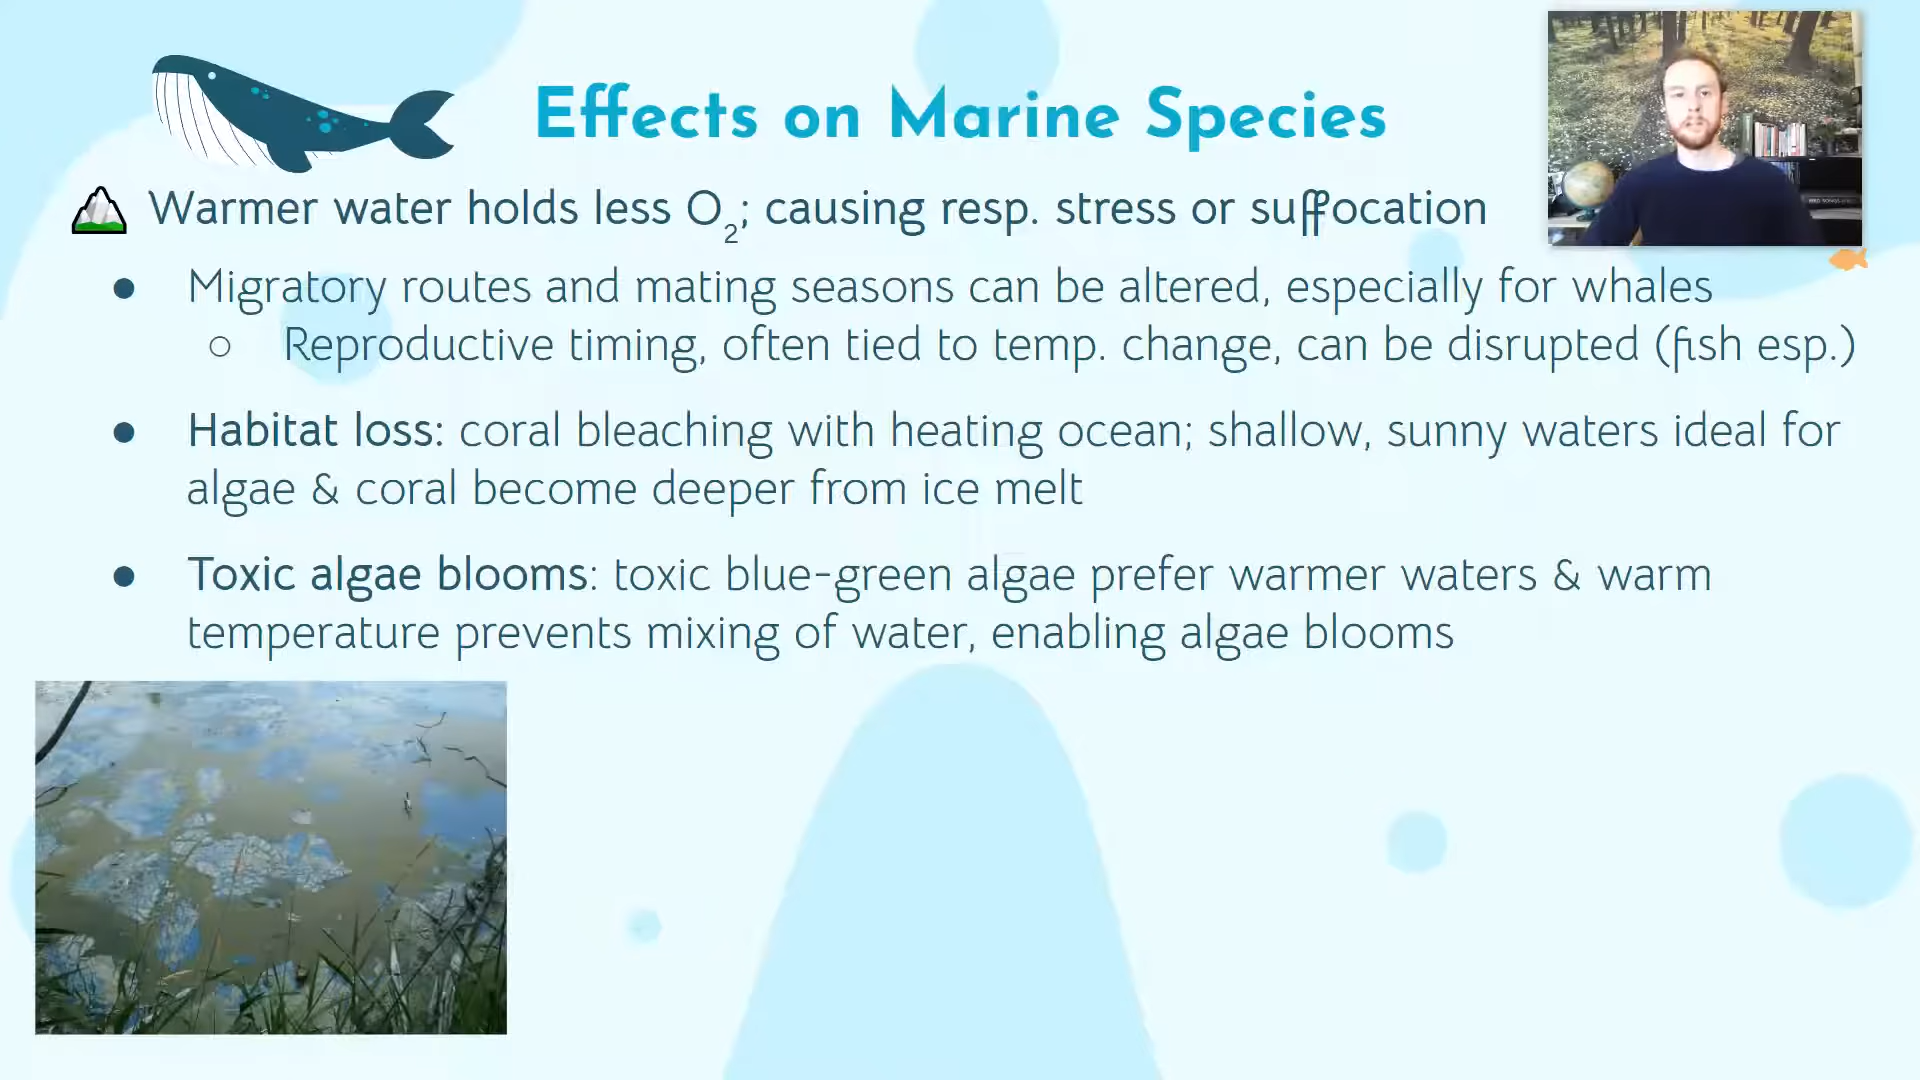 Effects on Marine Species
Warmer water holds less O2; causing resp. stress or suffocation
● Migratory routes and mating seasons can be altered, especially for whales
○ Reproductive timing, often tied to temp. change, can be disrupted (fish esp.)
● Habitat loss: coral bleaching with heating ocean; shallow, sunny waters ideal for
algae & coral become deeper from ice melt
● Toxic algae blooms: toxic blue-green algae prefer warmer waters & warm
temperature prevents mixing of water, enabling algae blooms